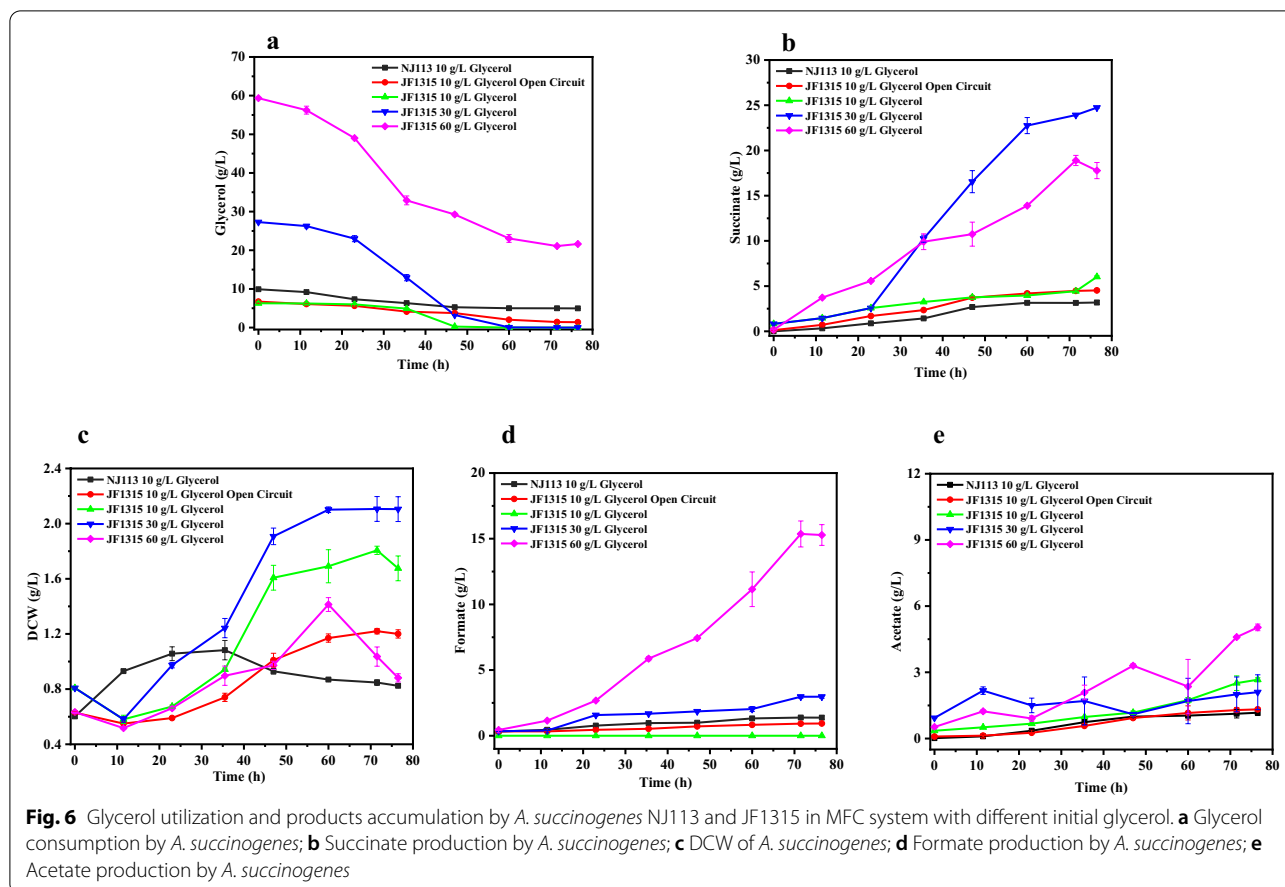 a
70
60
50
40
30
20
10
0
Glycerol (g/L)
NJ113 10 g/L Glycerol
JF1315 10 g/L Glycerol Open Circuit
JF1315 10 g/L Glycerol
JF1315 30 g/L Glycerol
JF1315 60 g/L Glycerol
0 10 20 30 40 50 60 70 80
Time (h)
b
30
25
20
15
10
5
0
Succinate (g/L)
NJ113 10 g/L Glycerol
JF1315 10 g/L Glycerol Open Circuit
JF1315 10 g/L Glycerol
JF1315 30 g/L Glycerol
JF1315 60 g/L Glycerol
0 10 20 30 40 50 60 70 80
Time (h)
c
2.4
2.0
1.6
1.2
0.8
0.4
DCW (g/L)
NJ113 10 g/L Glycerol
JF1315 10 g/L Glycerol Open Circuit
JF1315 10 g/L Glycerol
JF1315 30 g/L Glycerol
JF1315 60 g/L Glycerol
0 10 20 30 40 50 60 70 80
Time (h)
d
20
15
10
5
0
Formate (g/L)
NJ113 10 g/L Glycerol
JF1315 10 g/L Glycerol Open Circuit
JF1315 10 g/L Glycerol
JF1315 30 g/L Glycerol
JF1315 60 g/L Glycerol
0 10 20 30 40 50 60 70 80
Time (h)
e
12
9
6
3
0
Acetate (g/L)
NJ113 10 g/L Glycerol
JF1315 10 g/L Glycerol Open Circuit
JF1315 10 g/L Glycerol
JF1315 30 g/L Glycerol
JF1315 60 g/L Glycerol
0 10 20 30 40 50 60 70 80
Time (h)
Fig. 6 Glycerol utilization and products accumulation by A. succinogenes NJ113 and JF1315 in MFC system with different initial glycerol. a Glycerol
consumption by A. succinogenes; b Succinate production by A. succinogenes; c DCW of A. succinogenes; d Formate production by A. succinogenes; e
Acetate production by A. succinogenes